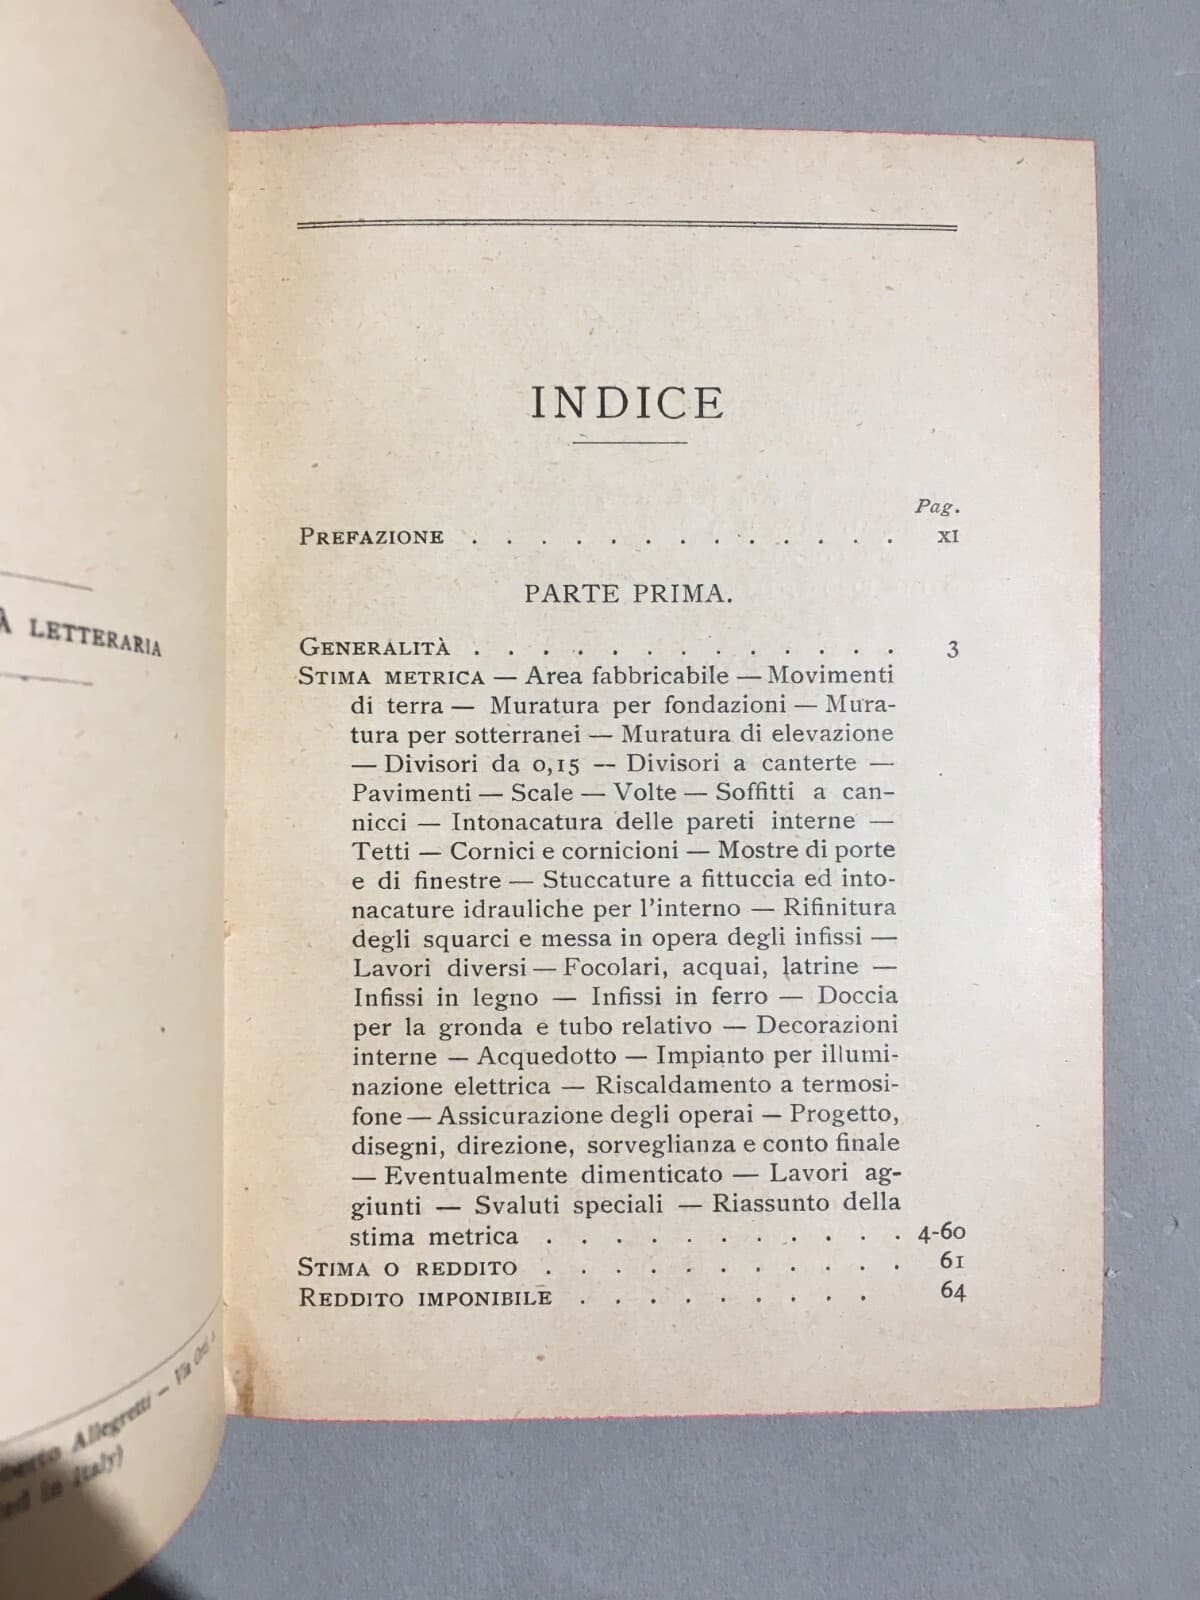 LETTERARIA
Allegretti — Via
in Italy)
INDICE
Pag.
PREFAZIONE . . . . . . . . . . . . . XI
PARTE PRIMA.
GENERALITÀ . . . . . . . . . . . . . 3
STIMA METRICA — Area fabbricabile — Movimenti
di terra — Muratura per fondazioni — Mura-
tura per sotterranei — Muratura di elevazione
— Divisori da 0,15 — Divisori a canterte —
Pavimenti — Scale — Volte — Soffitti a can-
nicci — Intonacatura delle pareti interne —
Tetti — Cornici e cornicioni — Mostre di porte
e di finestre — Stuccature a fittuccia ed into-
nacature idrauliche per l'interno — Rifinitura
degli squarci e messa in opera degli infissi —
Lavori diversi — Focolari, acquai, latrine —
Infissi in legno — Infissi in ferro — Doccia
per la gronda e tubo relativo — Decorazioni
interne — Acquedotto — Impianto per illumi-
nazione elettrica — Riscaldamento a termosi-
fone — Assicurazione degli operai — Progetto,
disegni, direzione, sorveglianza e conto finale
— Eventualmente dimenticato — Lavori ag-
giunti — Svaluti speciali — Riassunto della
stima metrica . . . . . . . . . . . 4-60
STIMA O REDDITO . . . . . . . . . . . 61
REDDITO IMPONIBILE . . . . . . . . . 64